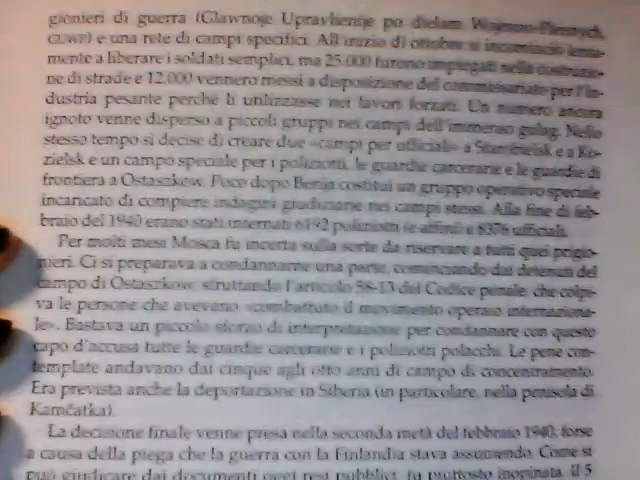 gionieri di guerra (Glawnoje Uprawlienije po dielam Wojenno-Plennych,
GUWP) e una rete di campi specifici. All'inizio di ottobre si incominciò lenta-
mente a liberare i soldati semplici, ma 25.000 furono impiegati nella costruzio-
ne di strade e 12.000 vennero messi a disposizione del commissariato per l'in-
dustria pesante perché li utilizzasse nei lavori forzati. Un numero ancora
ignoto venne disperso a piccoli gruppi nei campi dell'immenso gulag. Nello
stesso tempo si decise di creare due «campi per ufficiali» a Starobielsk e a Ko-
zielsk e un campo speciale per i poliziotti, le guardie carcerarie e le guardie di
frontiera a Ostaszkow. Poco dopo Berija costituì un gruppo operativo speciale
incaricato di compiere indagini giudiziarie nei campi stessi. Alla fine di feb-
braio del 1940 erano stati internati 6192 poliziotti (e affini) e 8376 ufficiali.
Per molti mesi Mosca fu incerta sulla sorte da riservare a tutti quei prigio-
nieri. Ci si preparava a condannarne una parte, cominciando dai detenuti del
campo di Ostaszkow, sfruttando l'articolo 58-13 del Codice penale, che colpi-
va le persone che avevano «combattuto il movimento operaio internaziona-
le». Bastava un piccolo sforzo di interpretazione per condannare con questo
capo d'accusa tutte le guardie carcerarie e i poliziotti polacchi. Le pene con-
template andavano dai cinque agli otto anni di campo di concentramento.
Era prevista anche la deportazione in Siberia (in particolare, nella penisola di
Kamčatka).
La decisione finale venne presa nella seconda metà del febbraio 1940, forse
a causa della piega che la guerra con la Finlandia stava assumendo. Come si
può giudicare dai documenti oggi resi pubblici, fu piuttosto inopinata. Il 5